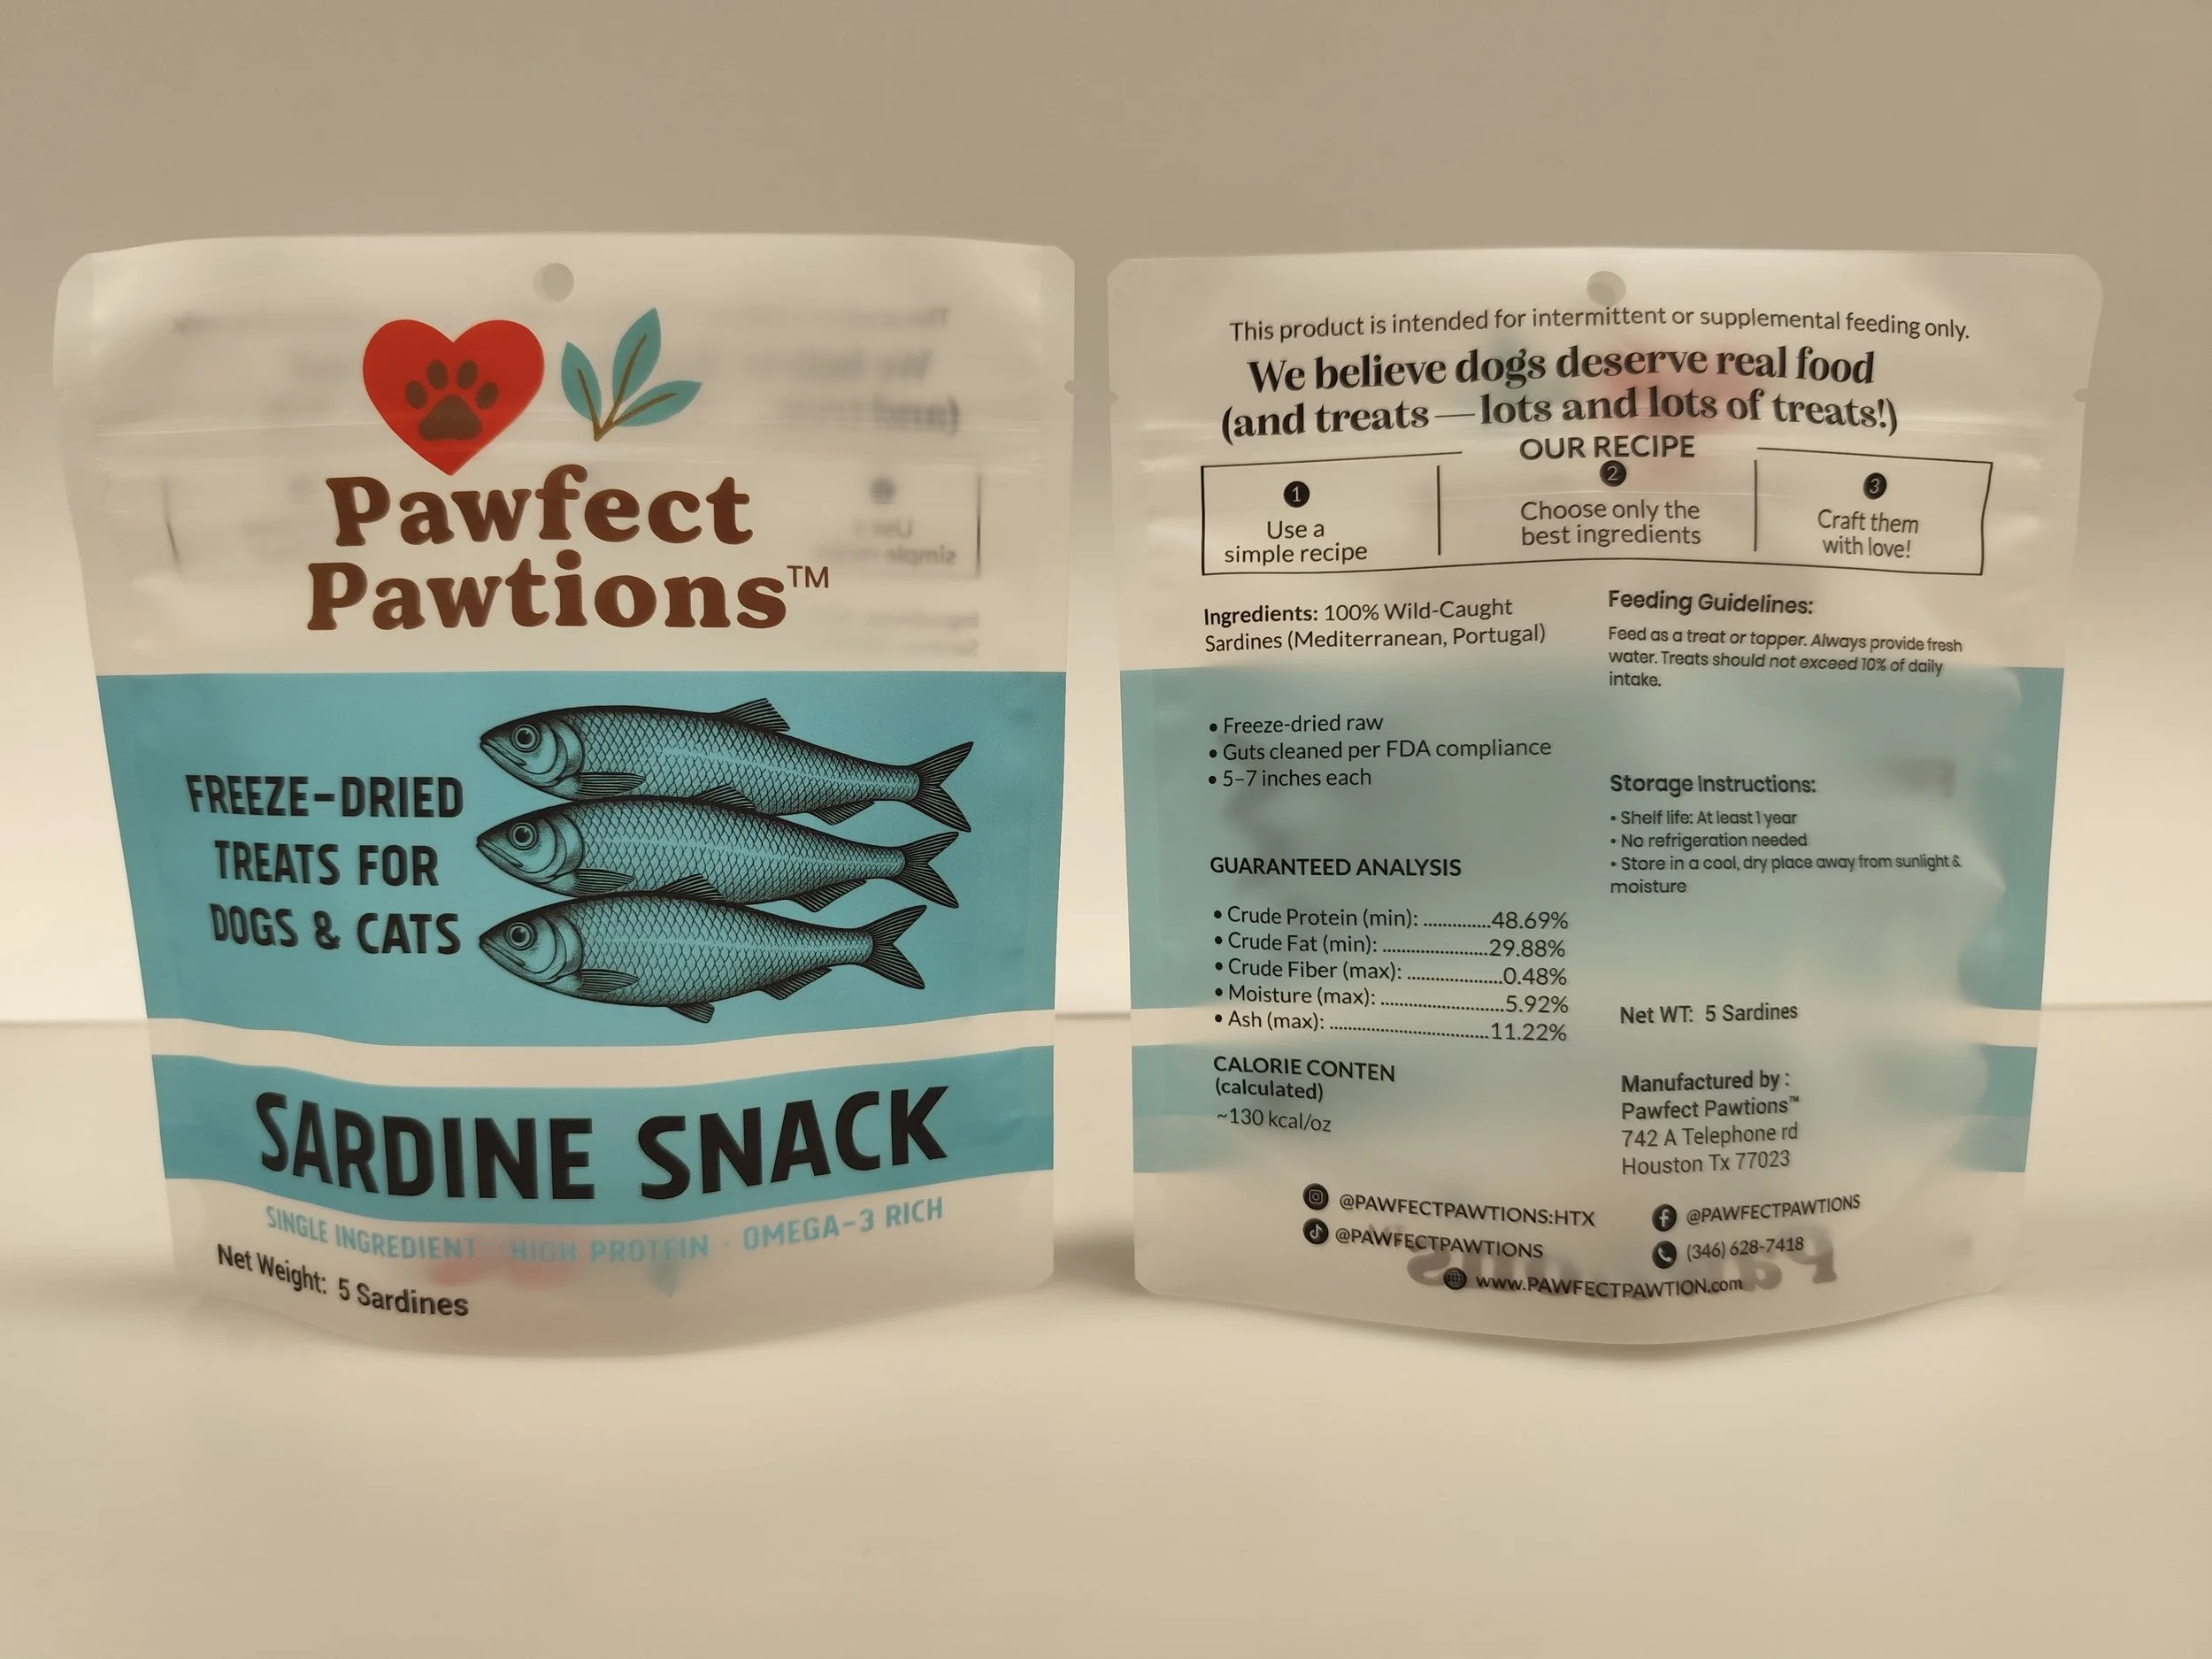 Pawfect
Pawtions™
FREEZE-DRIED
TREATS FOR
DOGS & CATS
SARDINE SNACK
SINGLE INGREDIENT · HIGH PROTEIN · OMEGA-3 RICH
Net Weight: 5 Sardines
This product is intended for intermittent or supplemental feeding only.
We believe dogs deserve real food
(and treats—lots and lots of treats!)
OUR RECIPE
1
Use a
simple recipe
2
Choose only the
best ingredients
3
Craft them
with love!
Ingredients: 100% Wild-Caught
Sardines (Mediterranean, Portugal)
• Freeze-dried raw
• Guts cleaned per FDA compliance
• 5-7 inches each
GUARANTEED ANALYSIS
• Crude Protein (min): ............48.69%
• Crude Fat (min): ...................29.88%
• Crude Fiber (max): .................0.48%
• Moisture (max): ......................5.92%
• Ash (max): .............................11.22%
CALORIE CONTEN
(calculated)
~130 kcal/oz
Feeding Guidelines:
Feed as a treat or topper. Always provide fresh
water. Treats should not exceed 10% of daily
intake.
Storage Instructions:
• Shelf life: At least 1 year
• No refrigeration needed
• Store in a cool, dry place away from sunlight &
moisture
Net WT: 5 Sardines
Manufactured by :
Pawfect Pawtions™
742 A Telephone rd
Houston Tx 77023
@PAWFECTPAWTIONS:HTX
@PAWFECTPAWTIONS
@PAWFECTPAWTIONS
(346) 628-7418
www.PAWFECTPAWTION.com